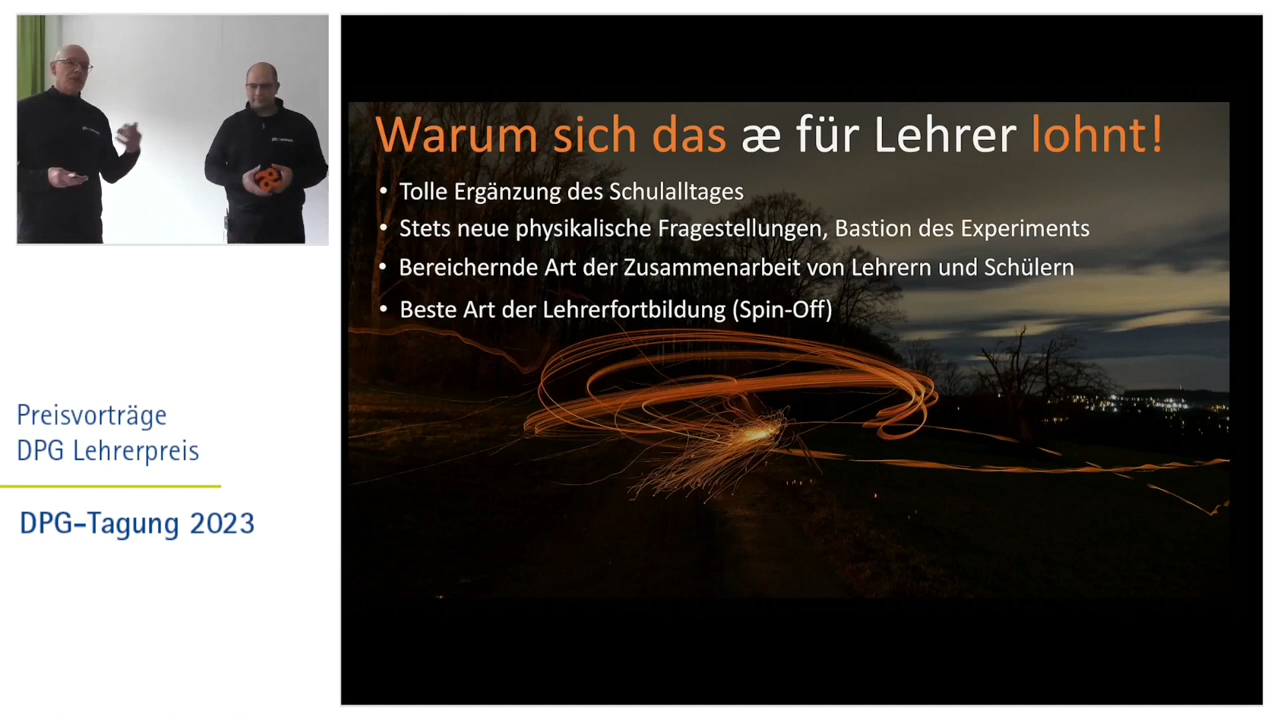 Warum sich das æ für Lehrer lohnt!
• Tolle Ergänzung des Schulalltages
• Stets neue physikalische Fragestellungen, Bastion des Experiments
• Bereichernde Art der Zusammenarbeit von Lehrern und Schülern
• Beste Art der Lehrerfortbildung (Spin-Off)
Preisvorträge
DPG Lehrerpreis
DPG-Tagung 2023